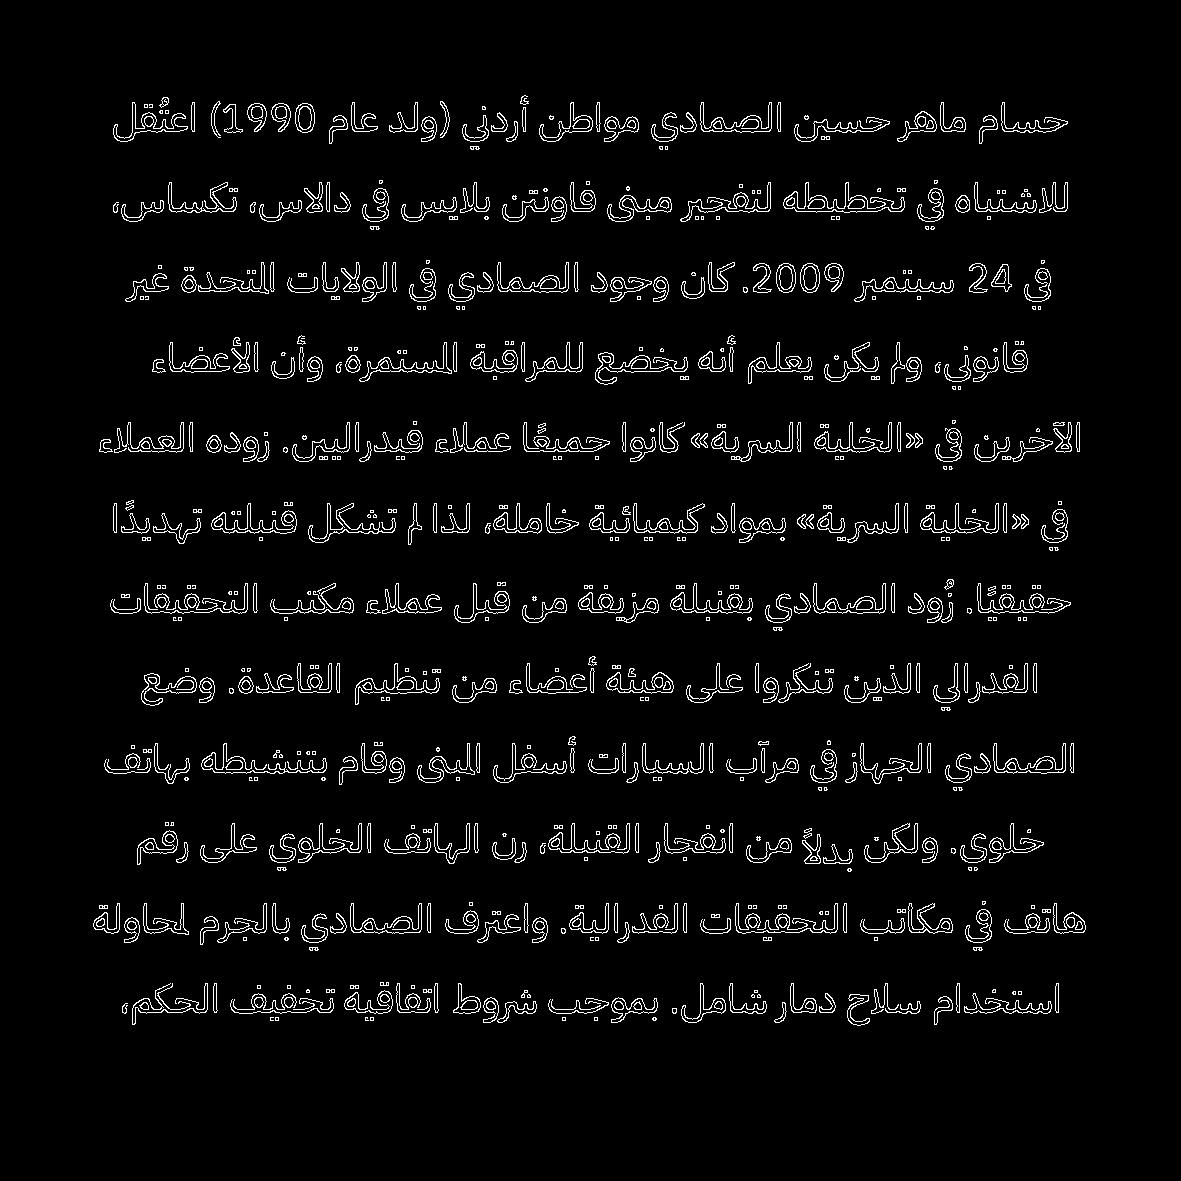 حسام ماهر حسين الصمادي مواطن أردني (ولد عام 1990) اعتُقل
للاشتباه في تخطيطه لتفجير مبنى فاونتن بلايس في دالاس، تكساس،
في 24 سبتمبر 2009. كان وجود الصمادي في الولايات المتحدة غير
قانوني، ولم يكن يعلم أنه يخضع للمراقبة المستمرة، وأن الأعضاء
الآخرين في «الخلية السرية» كانوا جميعًا عملاء فيدراليين. زوده العملاء
في «الخلية السرية» بمواد كيميائية خاملة، لذا لم تشكل قنبلته تهديدًا
حقيقيًا. زُود الصمادي بقنبلة مزيفة من قبل عملاء مكتب التحقيقات
الفدرالي الذين تنكروا على هيئة أعضاء من تنظيم القاعدة. وضع
الصمادي الجهاز في مرآب السيارات أسفل المبنى وقام بتنشيطه بهاتف
خلوي. ولكن بدلاً من انفجار القنبلة، رن الهاتف الخلوي على رقم
هاتف في مكاتب التحقيقات الفدرالية. واعترف الصمادي بالجرم لمحاولة
استخدام سلاح دمار شامل. بموجب شروط اتفاقية تخفيف الحكم،